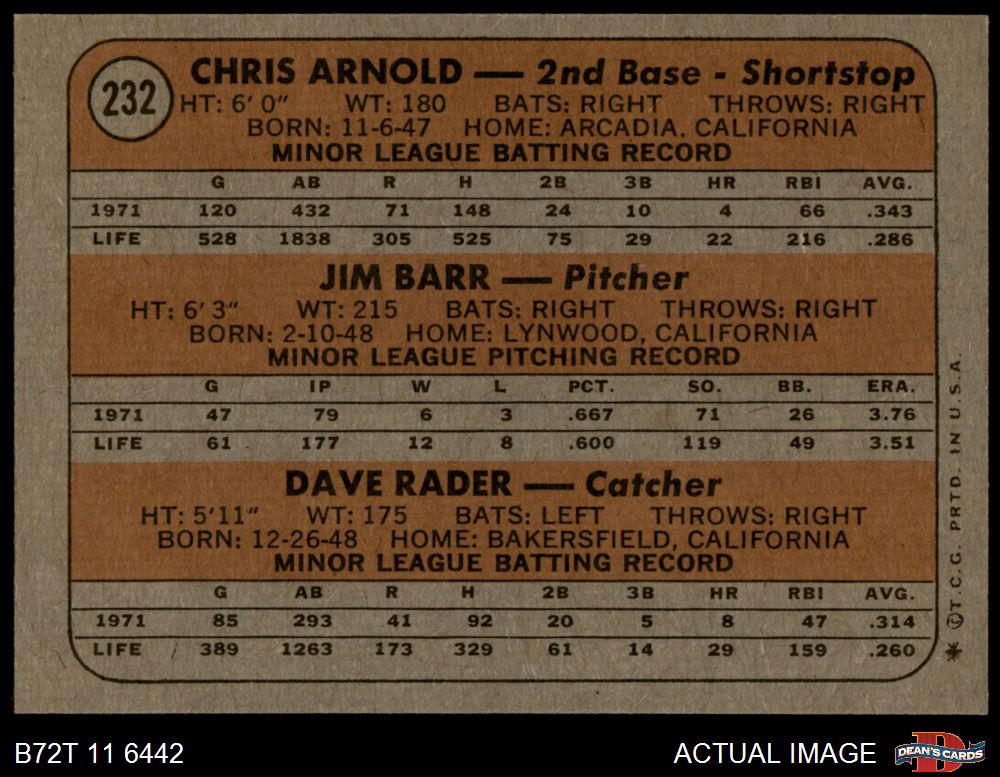 232
CHRIS ARNOLD — 2nd Base - Shortstop
HT: 6' 0" WT: 180 BATS: RIGHT THROWS: RIGHT
BORN: 11-6-47 HOME: ARCADIA, CALIFORNIA
MINOR LEAGUE BATTING RECORD
G AB R H 2B 3B HR RBI AVG.
1971 120 432 71 148 24 10 4 66 .343
LIFE 528 1838 305 525 75 29 22 216 .286
JIM BARR — Pitcher
HT: 6' 3" WT: 215 BATS: RIGHT THROWS: RIGHT
BORN: 2-10-48 HOME: LYNWOOD, CALIFORNIA
MINOR LEAGUE PITCHING RECORD
G IP W L PCT. SO. BB. ERA.
1971 47 79 6 3 .667 71 26 3.76
LIFE 61 177 12 8 .600 119 49 3.51
DAVE RADER — Catcher
HT: 5'11" WT: 175 BATS: LEFT THROWS: RIGHT
BORN: 12-26-48 HOME: BAKERSFIELD, CALIFORNIA
MINOR LEAGUE BATTING RECORD
G AB R H 2B 3B HR RBI AVG.
1971 85 293 41 92 20 5 8 47 .314
LIFE 389 1263 173 329 61 14 29 159 .260
* © T.C.G. PRTD. IN U.S.A.
B72T 11 6442
ACTUAL IMAGE
D
DEAN'S CARDS